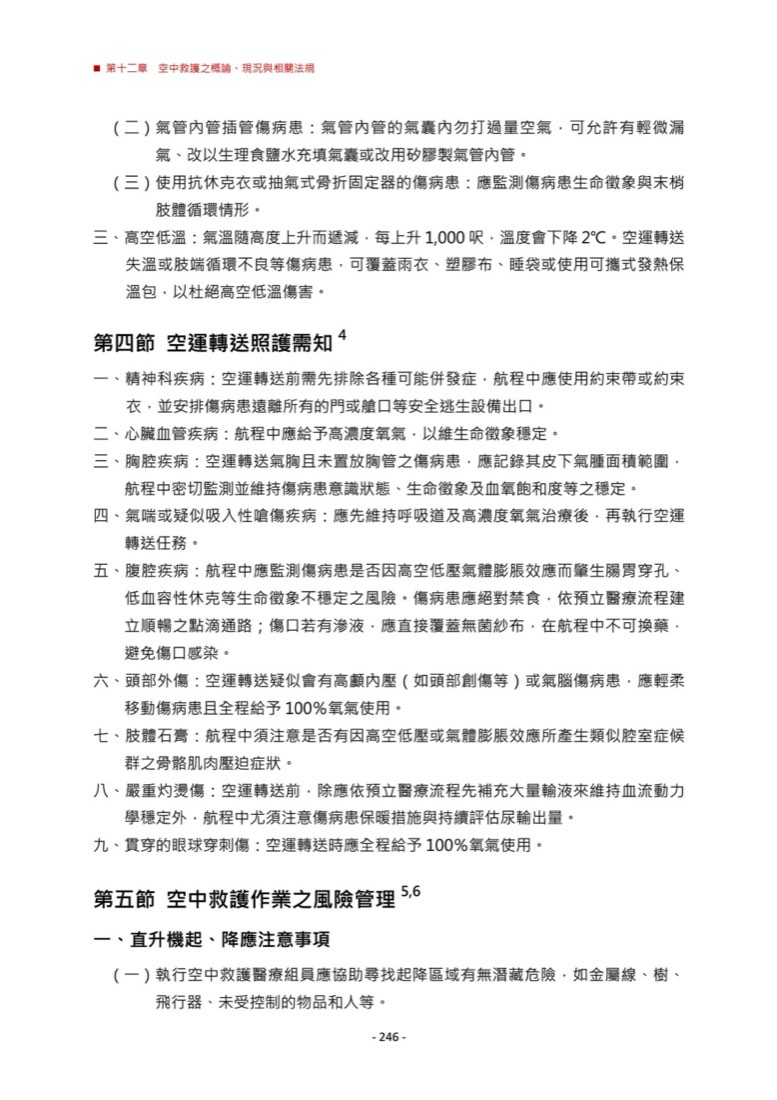 ■ 第十二章　空中救護之概論、現況與相關法規
（二）氣管內管插管傷病患：氣管內管的氣囊內勿打過量空氣，可允許有輕微漏
氣、改以生理食鹽水充填氣囊或改用矽膠製氣管內管。
（三）使用抗休克衣或抽氣式骨折固定器的傷病患：應監測傷病患生命徵象與末梢
肢體循環情形。
三、高空低溫：氣溫隨高度上升而遞減，每上升 1,000 呎，溫度會下降 2℃。空運轉送
失溫或肢端循環不良等傷病患，可覆蓋雨衣、塑膠布、睡袋或使用可攜式發熱保
溫包，以杜絕高空低溫傷害。
第四節 空運轉送照護需知 4
一、精神科疾病：空運轉送前需先排除各種可能併發症，航程中應使用約束帶或約束
衣，並安排傷病患遠離所有的門或艙口等安全逃生設備出口。
二、心臟血管疾病：航程中應給予高濃度氧氣，以維生命徵象穩定。
三、胸腔疾病：空運轉送氣胸且未置放胸管之傷病患，應記錄其皮下氣腫面積範圍，
航程中密切監測並維持傷病患意識狀態、生命徵象及血氧飽和度等之穩定。
四、氣喘或疑似吸入性嗆傷疾病：應先維持呼吸道及高濃度氧氣治療後，再執行空運
轉送任務。
五、腹腔疾病：航程中應監測傷病患是否因高空低壓氣體膨脹效應而肇生腸胃穿孔、
低血容性休克等生命徵象不穩定之風險。傷病患應絕對禁食，依預立醫療流程建
立順暢之點滴通路；傷口若有滲液，應直接覆蓋無菌紗布，在航程中不可換藥，
避免傷口感染。
六、頭部外傷：空運轉送疑似會有高顱內壓（如頭部創傷等）或氣腦傷病患，應輕柔
移動傷病患且全程給予 100%氧氣使用。
七、肢體石膏：航程中須注意是否有因高空低壓或氣體膨脹效應所產生類似腔室症候
群之骨骼肌肉壓迫症狀。
八、嚴重灼燙傷：空運轉送前，除應依預立醫療流程先補充大量輸液來維持血流動力
學穩定外，航程中尤須注意傷病患保暖措施與持續評估尿輸出量。
九、貫穿的眼球穿刺傷：空運轉送時應全程給予 100%氧氣使用。
第五節 空中救護作業之風險管理 5,6
一、直升機起、降應注意事項
（一）執行空中救護醫療組員應協助尋找起降區域有無潛藏危險，如金屬線、樹、
飛行器、未受控制的物品和人等。
- 246 -